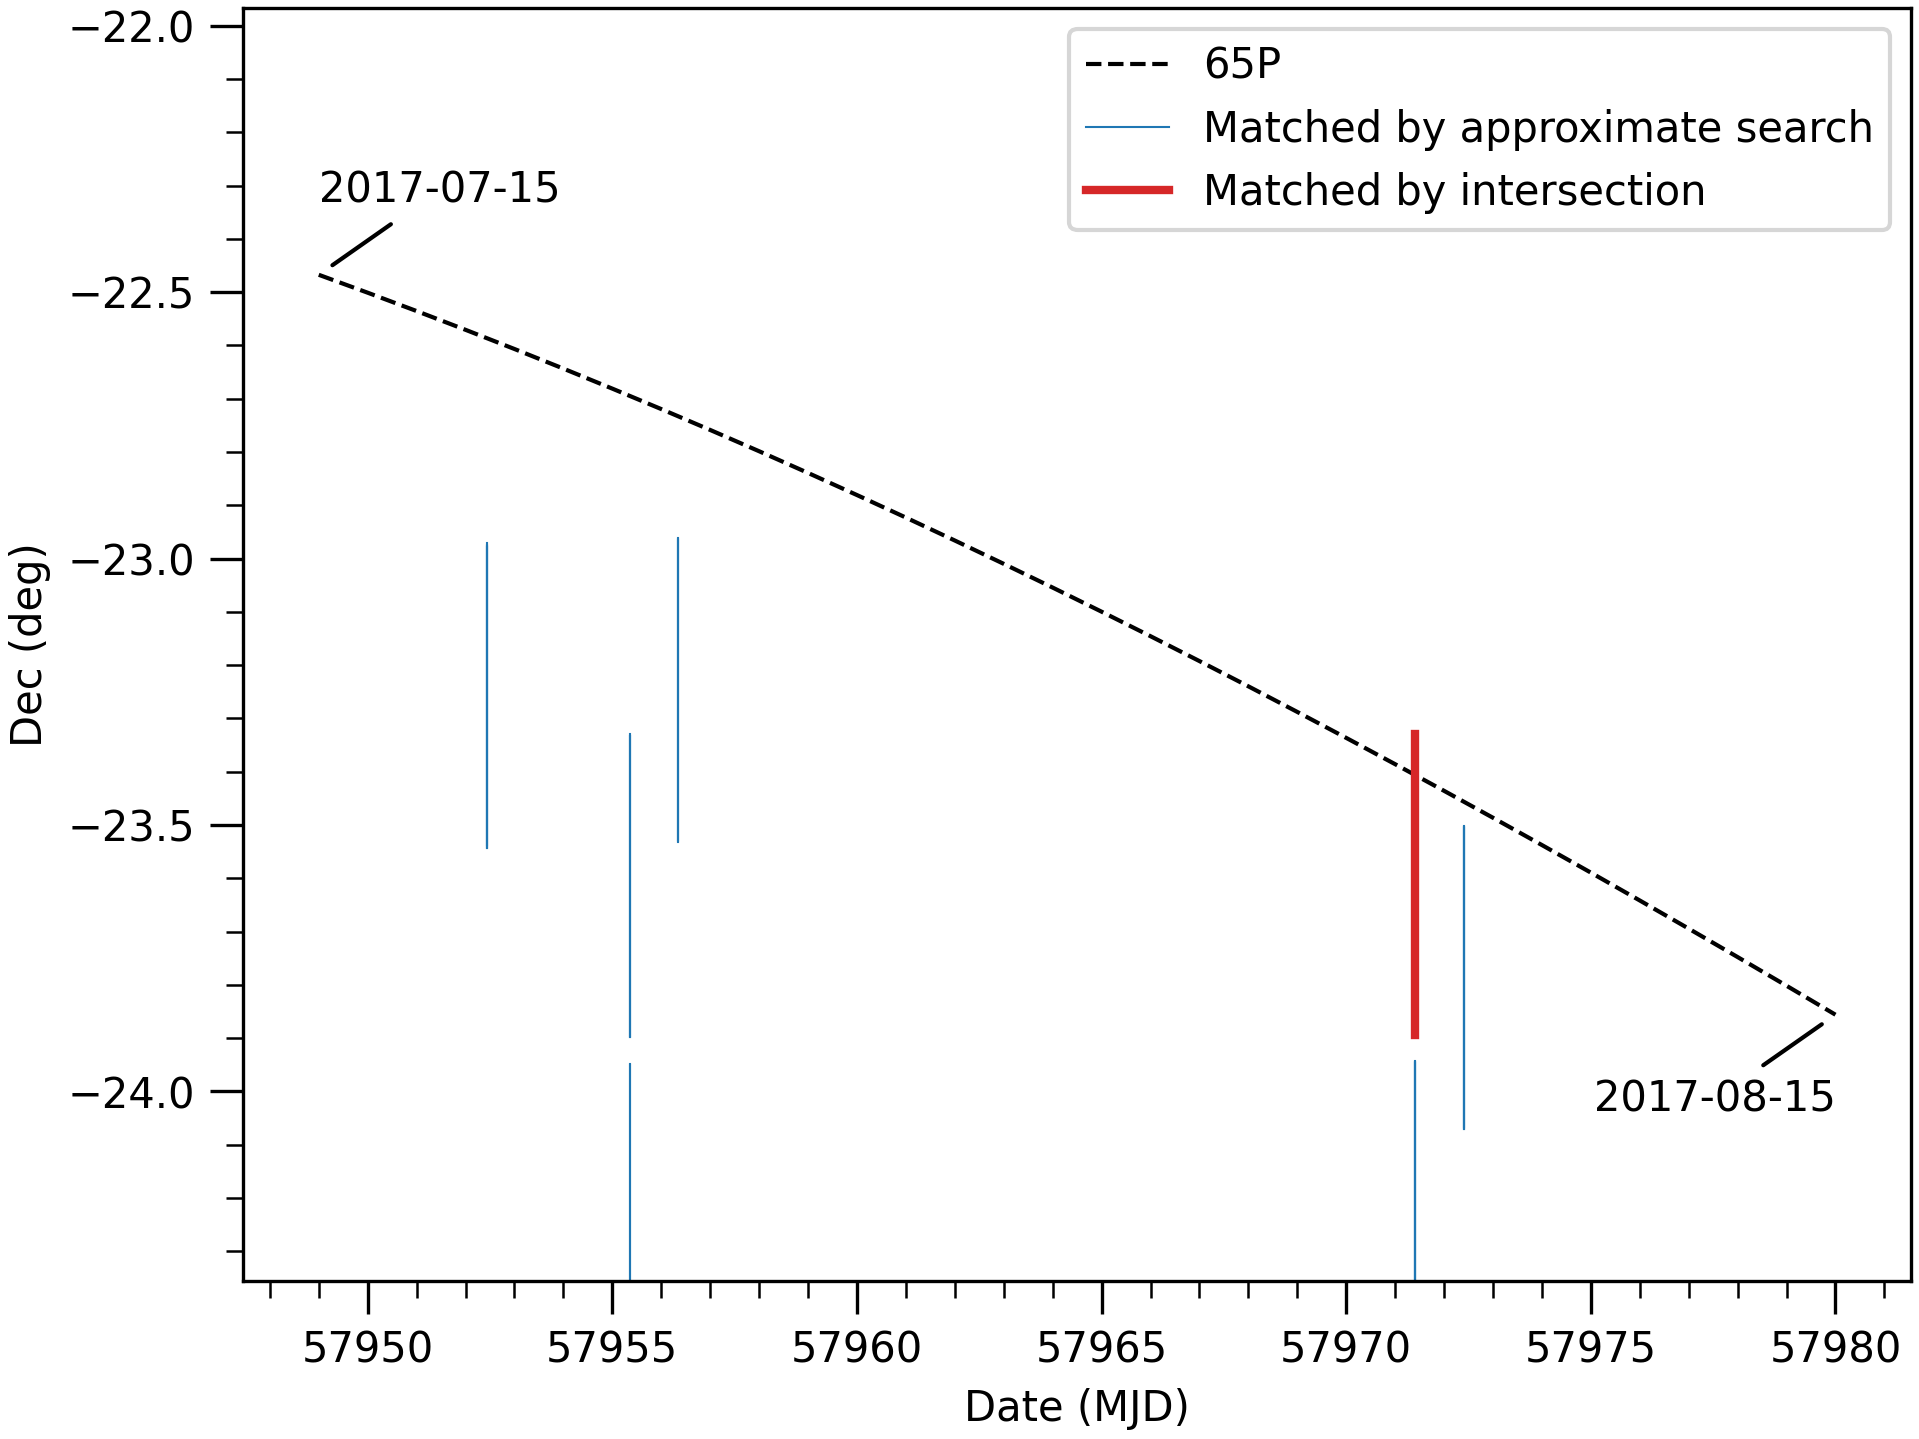 −22.0
−22.5
−23.0
−23.5
−24.0
Dec (deg)
65P
Matched by approximate search
Matched by intersection
2017-07-15
2017-08-15
57950
57955
57960
57965
57970
57975
57980
Date (MJD)